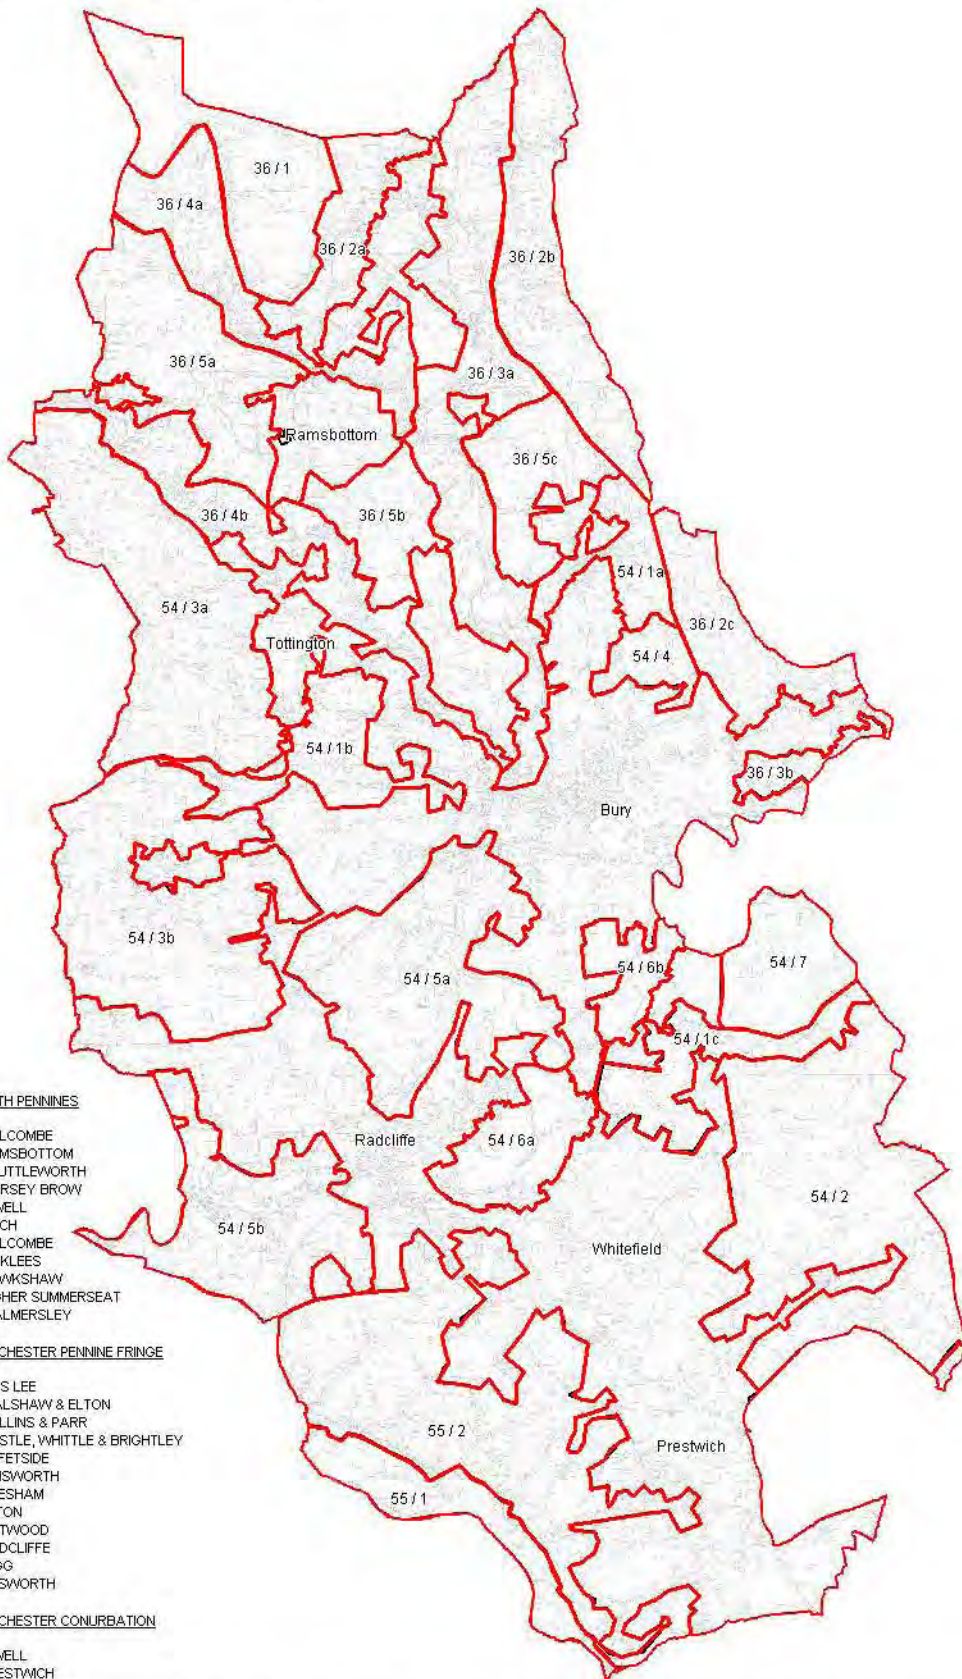 36 / 1
36 / 4a
36 / 2a
36 / 2b
36 / 5a
36 / 3a
Ramsbottom
36 / 5c
36 / 4b
36 / 5b
54 / 1a
54 / 3a
36 / 2c
Tottington
54 / 4
54 / 1b
36 / 3b
Bury
54 / 3b
54 / 5a
54 / 6b
54 / 7
54 / 1c
Radcliffe
54 / 6a
54 / 2
54 / 5b
Whitefield
55 / 2
Prestwich
55 / 1
TH PENNINES
LCOMBE
MSBOTTOM
UTTLEWORTH
RSEY BROW
WELL
CH
LCOMBE
KLEES
WKSHAW
HER SUMMERSEAT
ALMERSLEY
CHESTER PENNINE FRINGE
S LEE
ALSHAW & ELTON
LLINS & PARR
STLE, WHITTLE & BRIGHTLEY
FETSIDE
SWORTH
ESHAM
TON
TWOOD
DCLIFFE
GG
SWORTH
CHESTER CONURBATION
WELL
ESTWICH